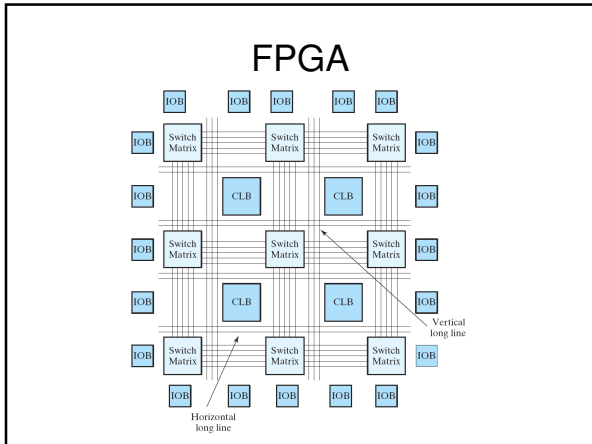 FPGA
IOB IOB IOB IOB IOB
IOB Switch Matrix Switch Matrix Switch Matrix IOB
IOB CLB CLB IOB
IOB Switch Matrix Switch Matrix Switch Matrix IOB
IOB CLB CLB IOB
Vertical
long line
IOB Switch Matrix Switch Matrix Switch Matrix IOB
IOB IOB IOB IOB IOB
Horizontal
long line